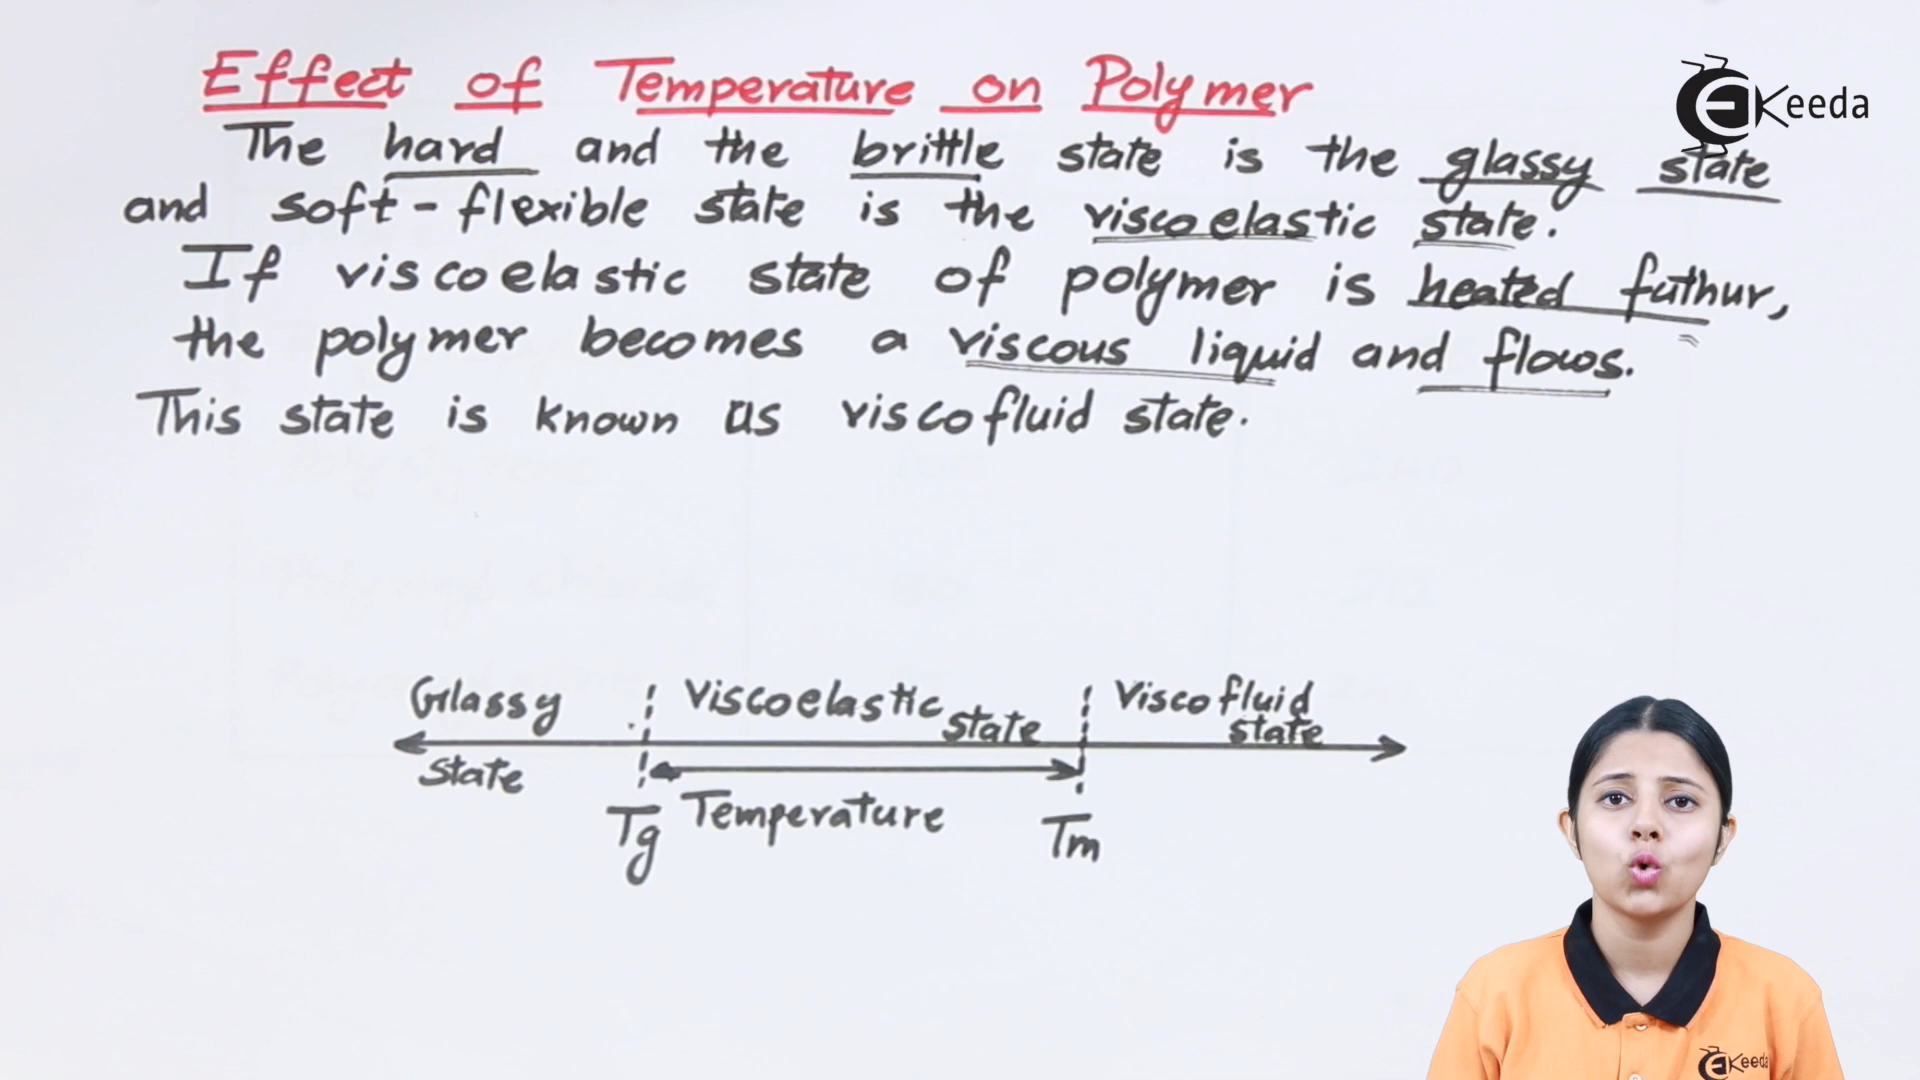 Effect of Temperature on Polymer
The hard and the brittle state is the glassy state
and soft-flexible state is the viscoelastic state.
If viscoelastic state of polymer is heated futhur,
the polymer becomes a viscous liquid and flows.
This state is known as viscofluid state.
Glassy State
Viscoelastic state
Viscofluid state
Tg
Temperature
Tm
EKeeda
EKeeda